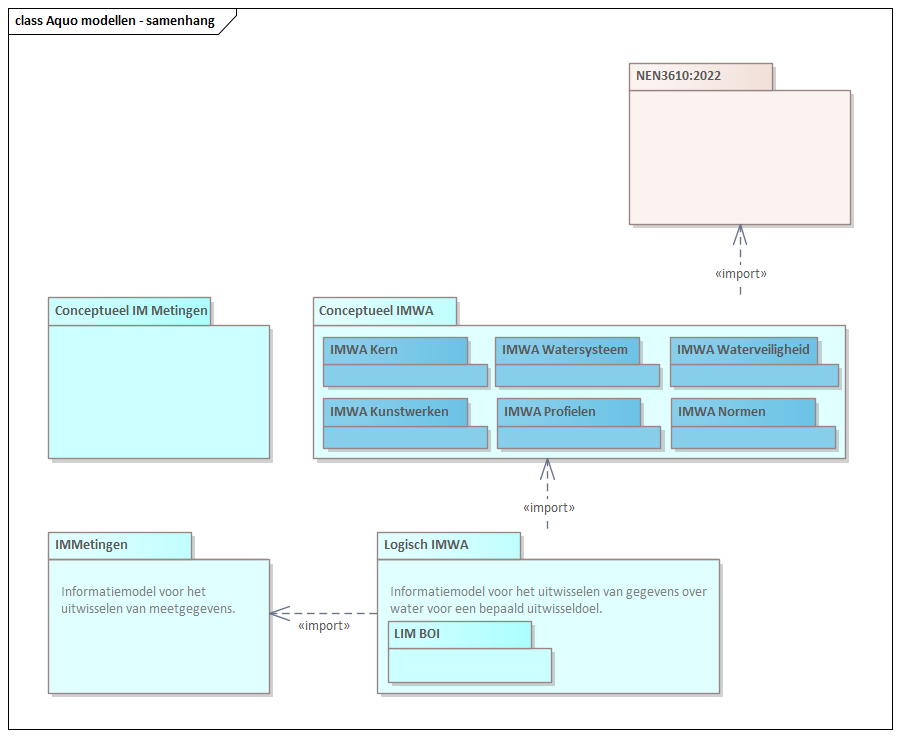 class Aquo modellen - samenhang
NEN3610:2022
«import»
Conceptueel IM Metingen
Conceptueel IMWA
IMWA Kern
IMWA Watersysteem
IMWA Waterveiligheid
IMWA Kunstwerken
IMWA Profielen
IMWA Normen
«import»
IMMetingen
Informatiemodel voor het
uitwisselen van meetgegevens.
«import»
Logisch IMWA
Informatiemodel voor het uitwisselen van gegevens over
water voor een bepaald uitwisseldoel.
LIM BOI